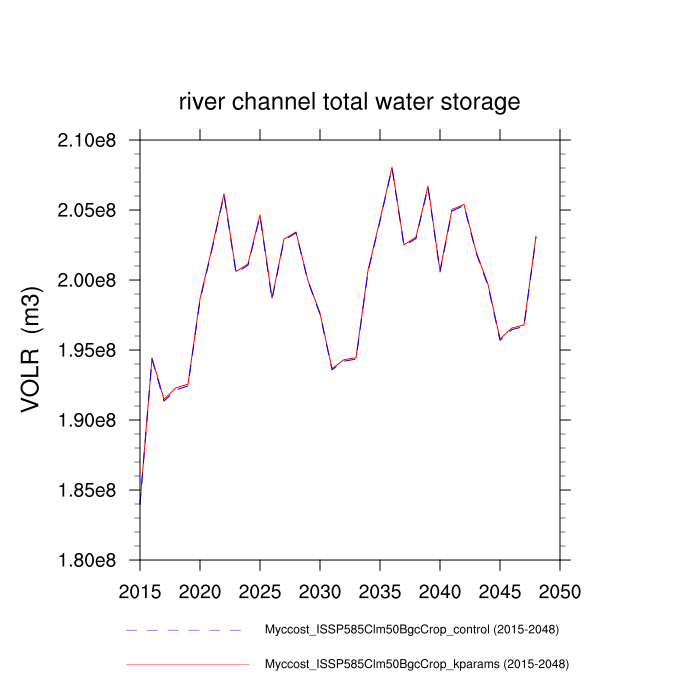 river channel total water storage
2.10e8
2.05e8
2.00e8
1.95e8
1.90e8
1.85e8
1.80e8
VOLR (m3)
2015 2020 2025 2030 2035 2040 2045 2050
Myccost_ISSP585Clm50BgcCrop_control (2015-2048)
Myccost_ISSP585Clm50BgcCrop_kparams (2015-2048)